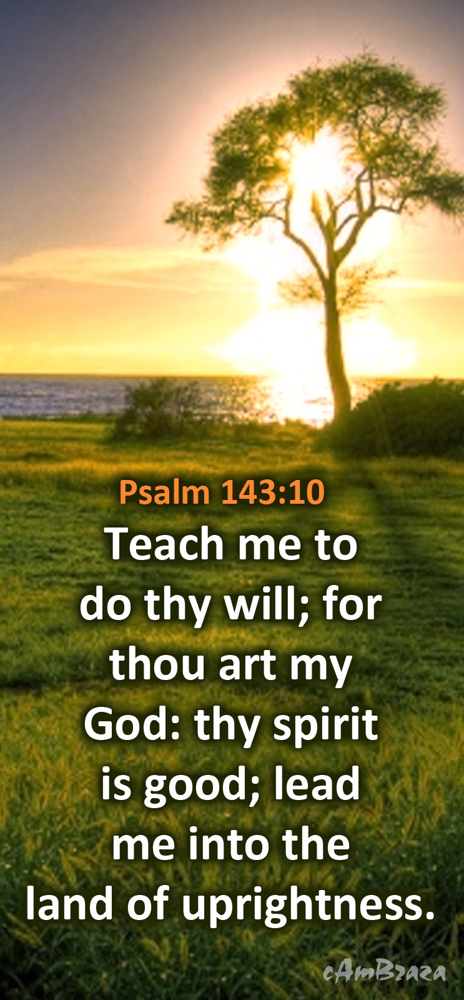 Psalm 143:10
Teach me to
do thy will; for
thou art my
God: thy spirit
is good; lead
me into the
land of uprightness.
cAmBraza